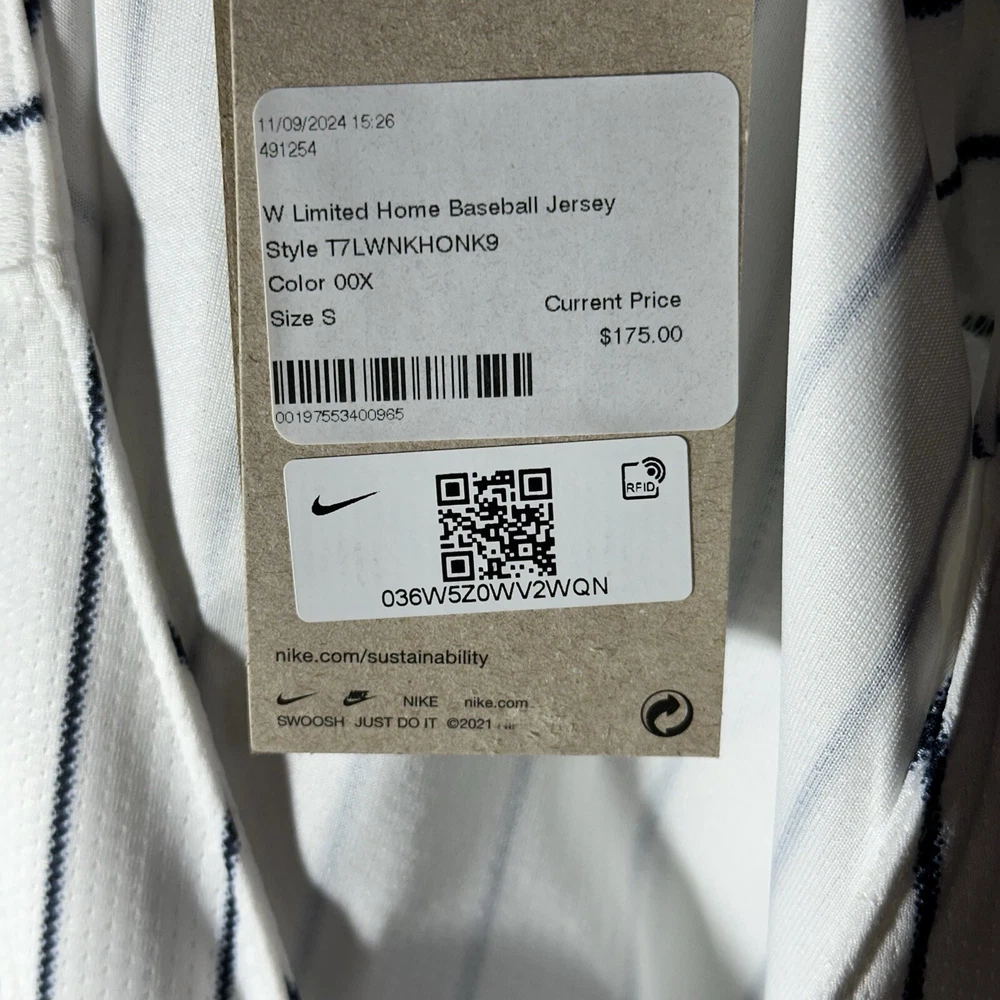 11/09/2024 15:26
491254
W Limited Home Baseball Jersey
Style T7LWNKHONK9
Color 00X
Size S
Current Price
$175.00
00197553400965
RFID
036W5Z0WV2WQN
nike.com/sustainability
NIKE nike.com
SWOOSH JUST DO IT ©2021